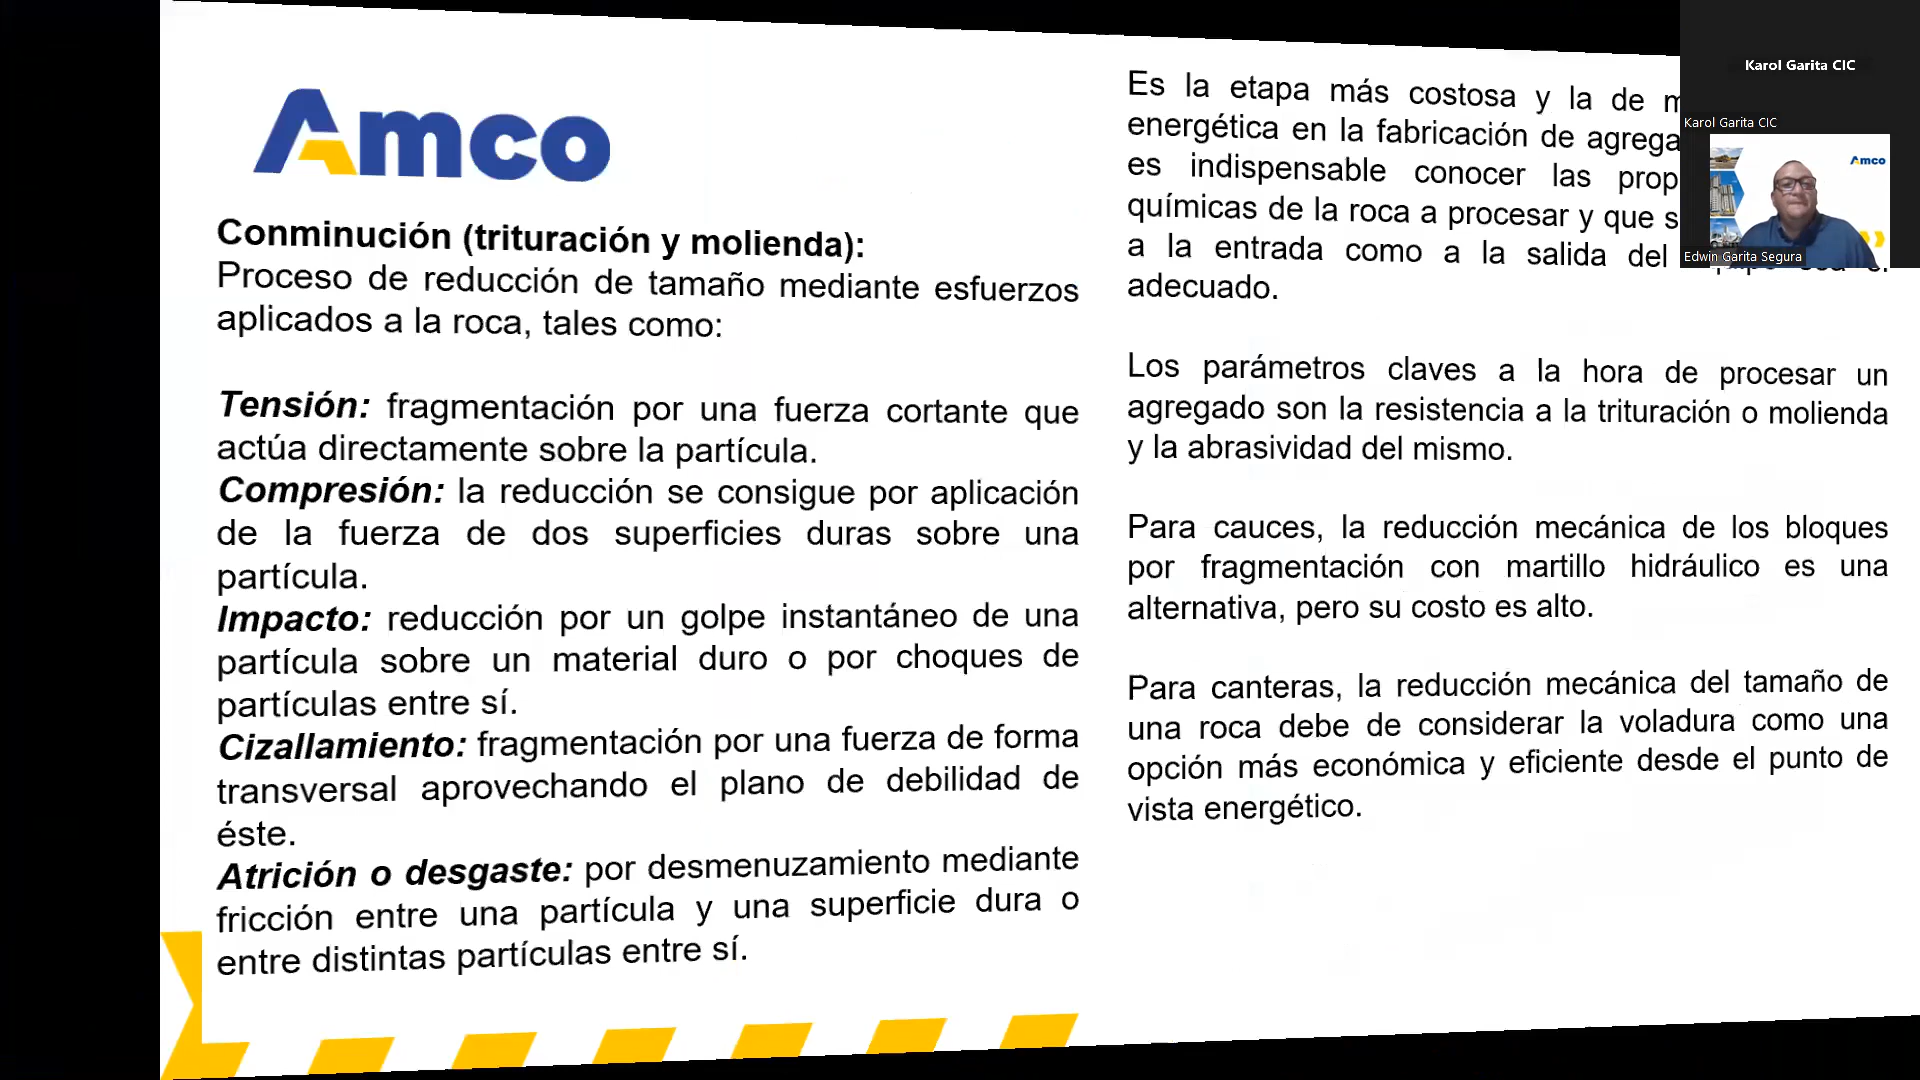 Amco
Conminución (trituración y molienda):
Proceso de reducción de tamaño mediante esfuerzos
aplicados a la roca, tales como:
Tensión: fragmentación por una fuerza cortante que
actúa directamente sobre la partícula.
Compresión: la reducción se consigue por aplicación
de la fuerza de dos superficies duras sobre una
partícula.
Impacto: reducción por un golpe instantáneo de una
partícula sobre un material duro o por choques de
partículas entre sí.
Cizallamiento: fragmentación por una fuerza de forma
transversal aprovechando el plano de debilidad de
éste.
Atrición o desgaste: por desmenuzamiento mediante
fricción entre una partícula y una superficie dura o
entre distintas partículas entre sí.
Es la etapa más costosa y la de
energética en la fabricación de
es indispensable conocer las
químicas de la roca a procesar y que
a la entrada como a la salida del
adecuado.
Los parámetros claves a la hora de procesar un
agregado son la resistencia a la trituración o molienda
y la abrasividad del mismo.
Para cauces, la reducción mecánica de los bloques
por fragmentación con martillo hidráulico es una
alternativa, pero su costo es alto.
Para canteras, la reducción mecánica del tamaño de
una roca debe de considerar la voladura como una
opción más económica y eficiente desde el punto de
vista energético.
Karol Garita CIC
Karol Garita CIC
Amco
Edwin Garita Segura